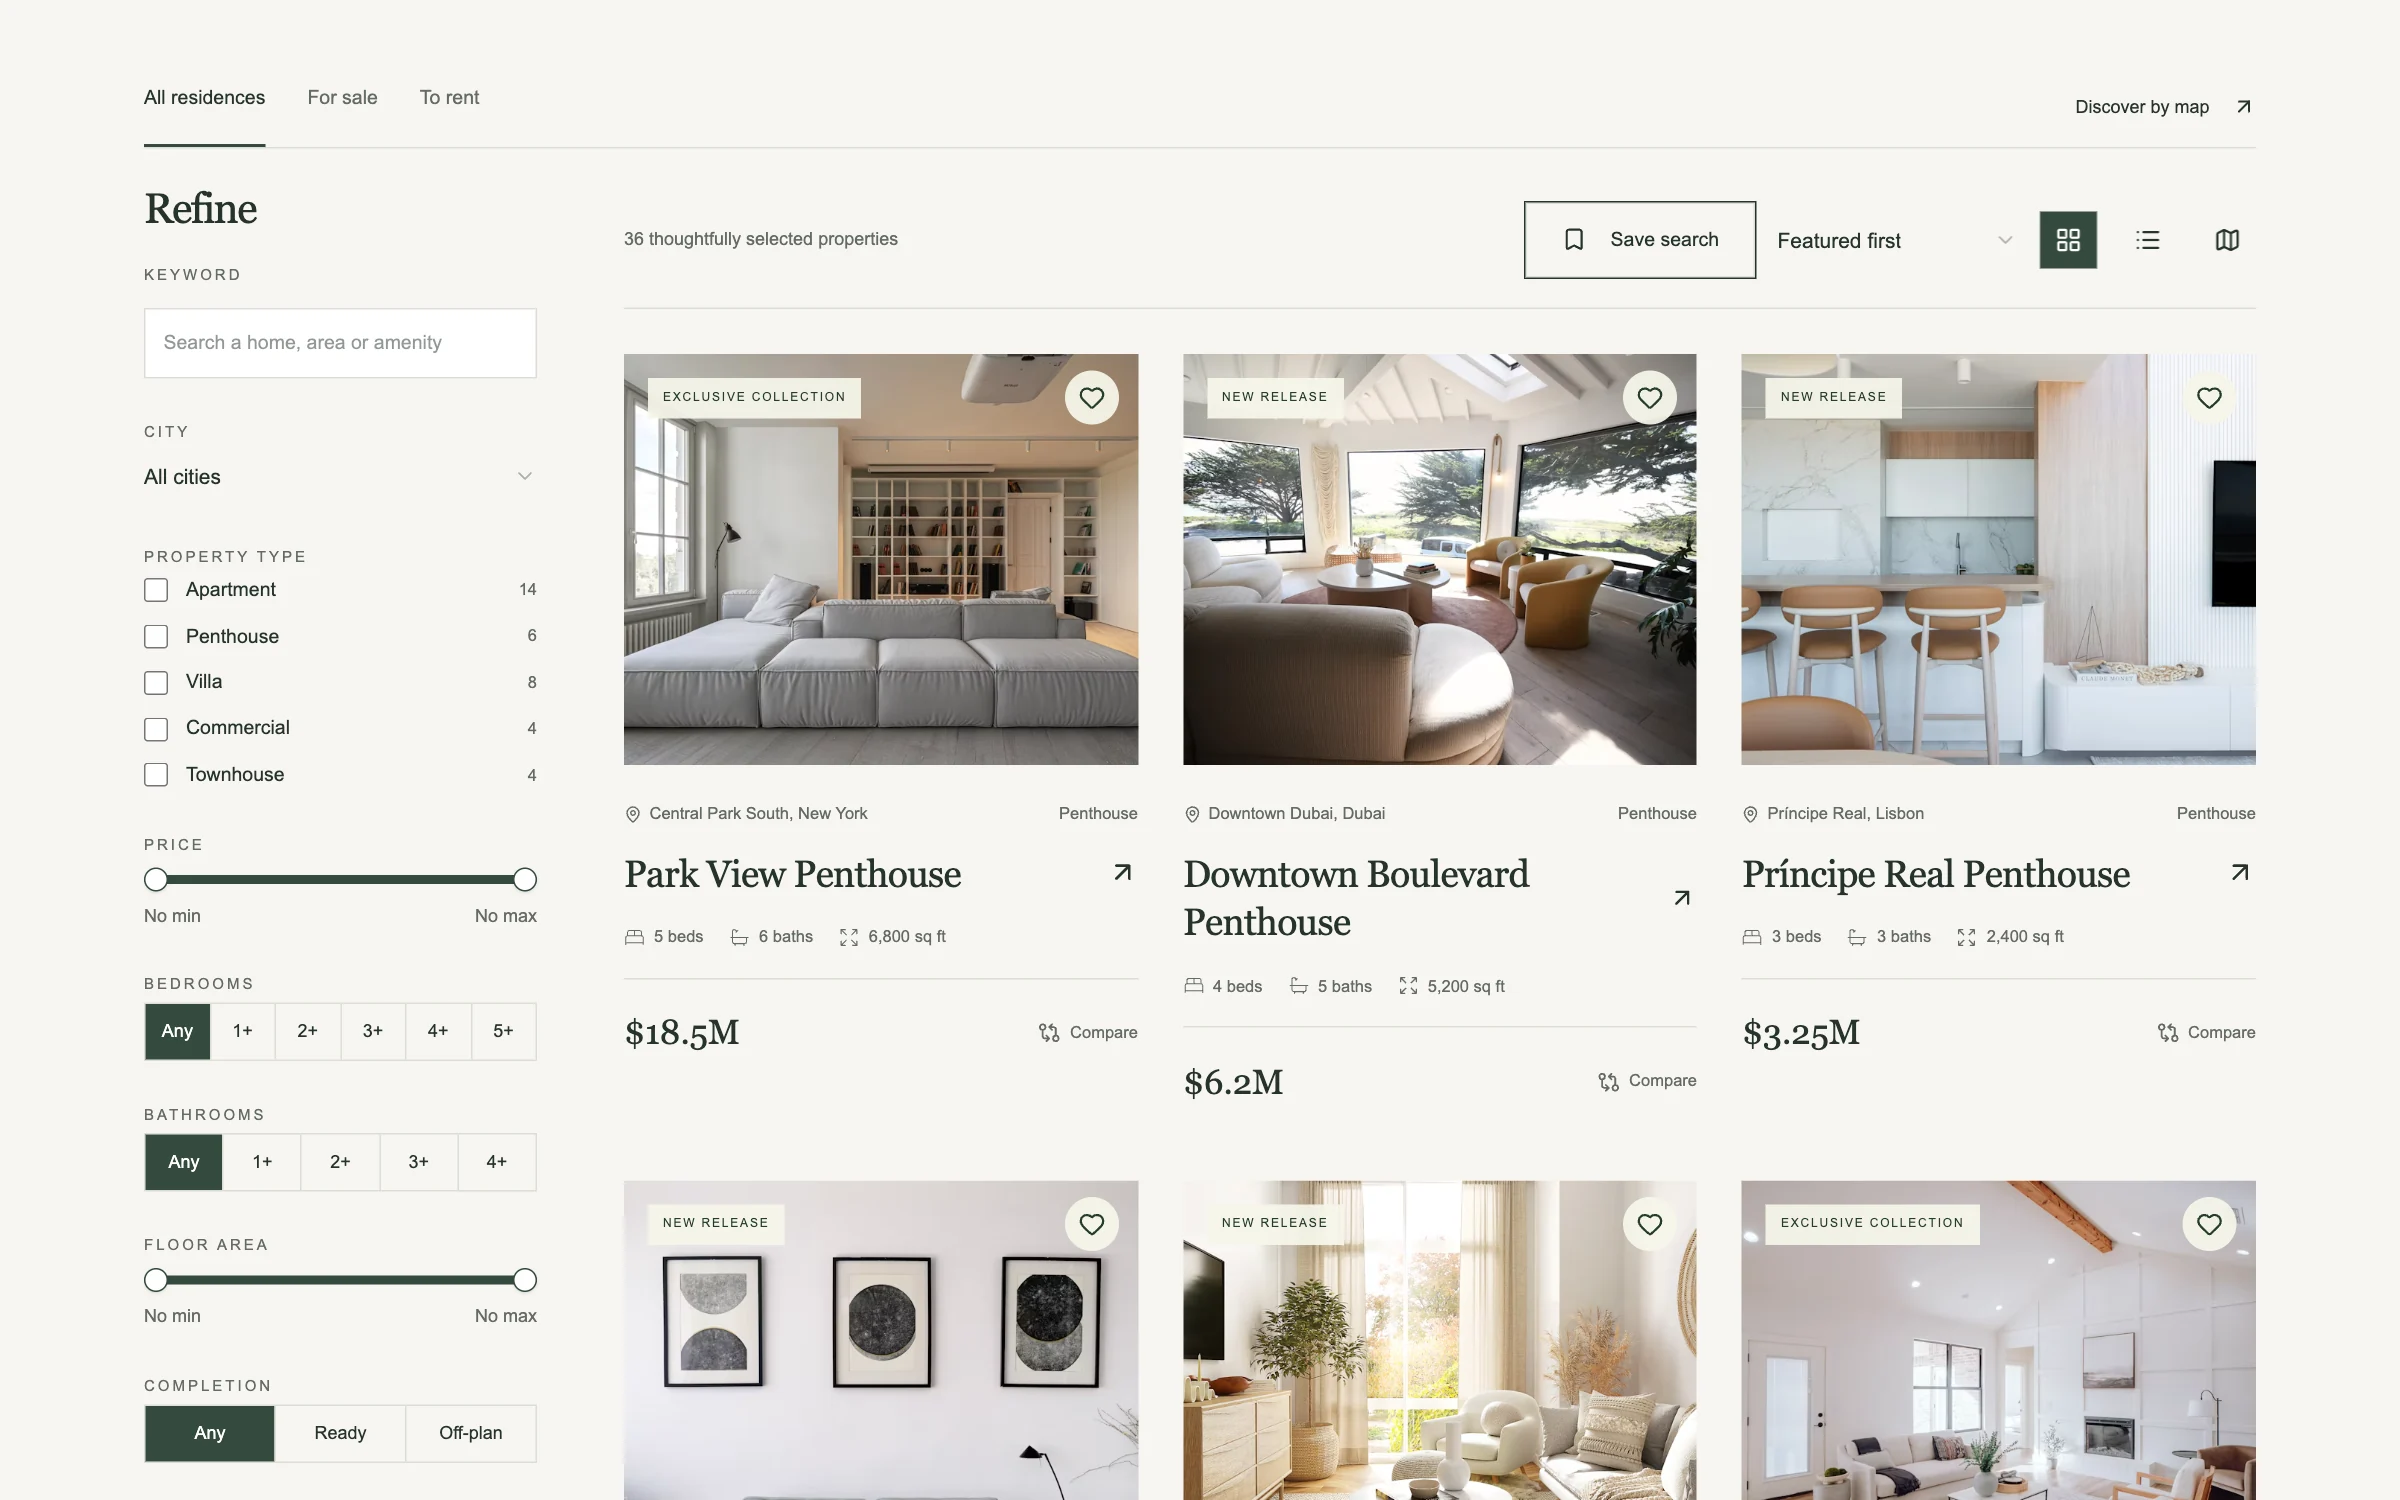 All residences
For sale
To rent
Discover by map
Refine
KEYWORD
Search a home, area or amenity
CITY
All cities
PROPERTY TYPE
Apartment 14
Penthouse 6
Villa 8
Commercial 4
Townhouse 4
PRICE
No min No max
BEDROOMS
Any 1+ 2+ 3+ 4+ 5+
BATHROOMS
Any 1+ 2+ 3+ 4+
FLOOR AREA
No min No max
COMPLETION
Any Ready Off-plan
36 thoughtfully selected properties
Save search
Featured first
EXCLUSIVE COLLECTION
Central Park South, New York Penthouse
Park View Penthouse
5 beds 6 baths 6,800 sq ft
$18.5M Compare
NEW RELEASE
Downtown Dubai, Dubai Penthouse
Downtown Boulevard
Penthouse
4 beds 5 baths 5,200 sq ft
$6.2M Compare
NEW RELEASE
CLAUDE MONET
Príncipe Real, Lisbon Penthouse
Príncipe Real Penthouse
3 beds 3 baths 2,400 sq ft
$3.25M Compare
NEW RELEASE
NEW RELEASE
EXCLUSIVE COLLECTION